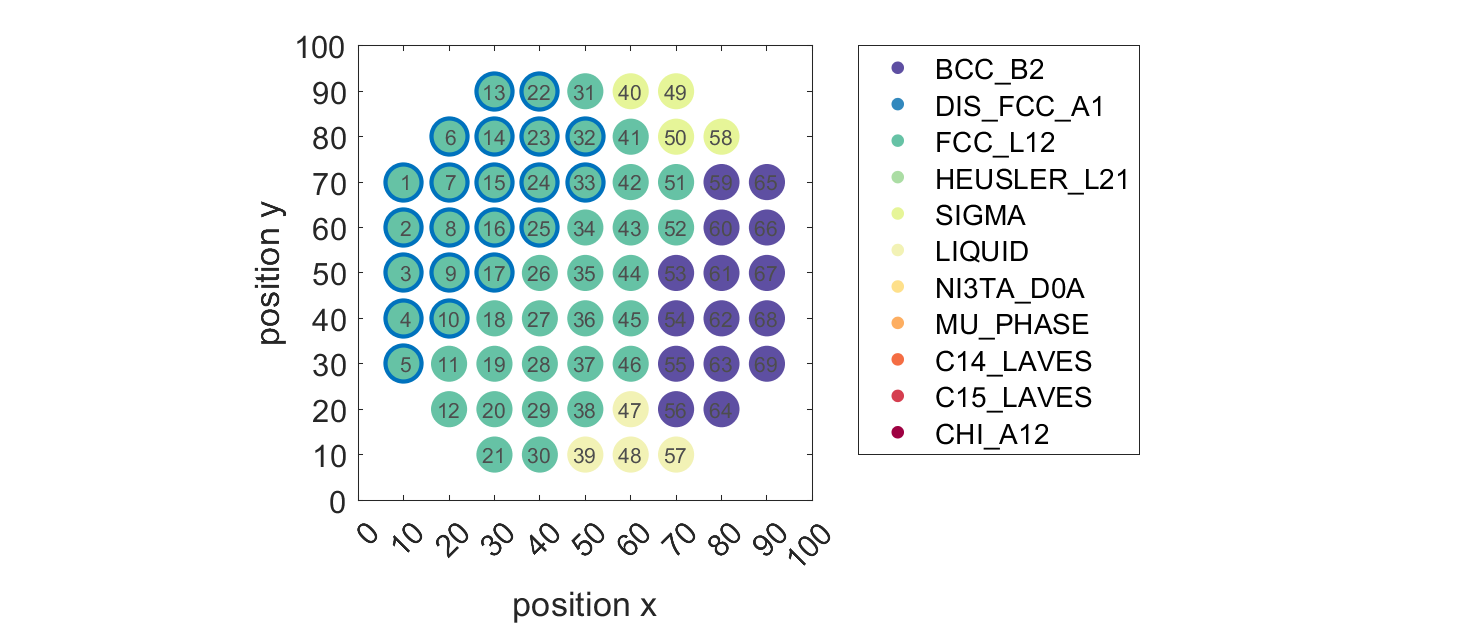 100
90
80
70
60
50
40
30
20
10
0
position y
13 22 31 40 49
6 14 23 32 41 50 58
1 7 15 24 33 42 51 59 65
2 8 16 25 34 43 52 60 66
3 9 17 26 35 44 53 61 67
4 10 18 27 36 45 54 62 68
5 11 19 28 37 46 55 63 69
12 20 29 38 47 56 64
21 30 39 48 57
0 10 20 30 40 50 60 70 80 90 100
position x
BCC_B2
DIS_FCC_A1
FCC_L12
HEUSLER_L21
SIGMA
LIQUID
NI3TA_D0A
MU_PHASE
C14_LAVES
C15_LAVES
CHI_A12